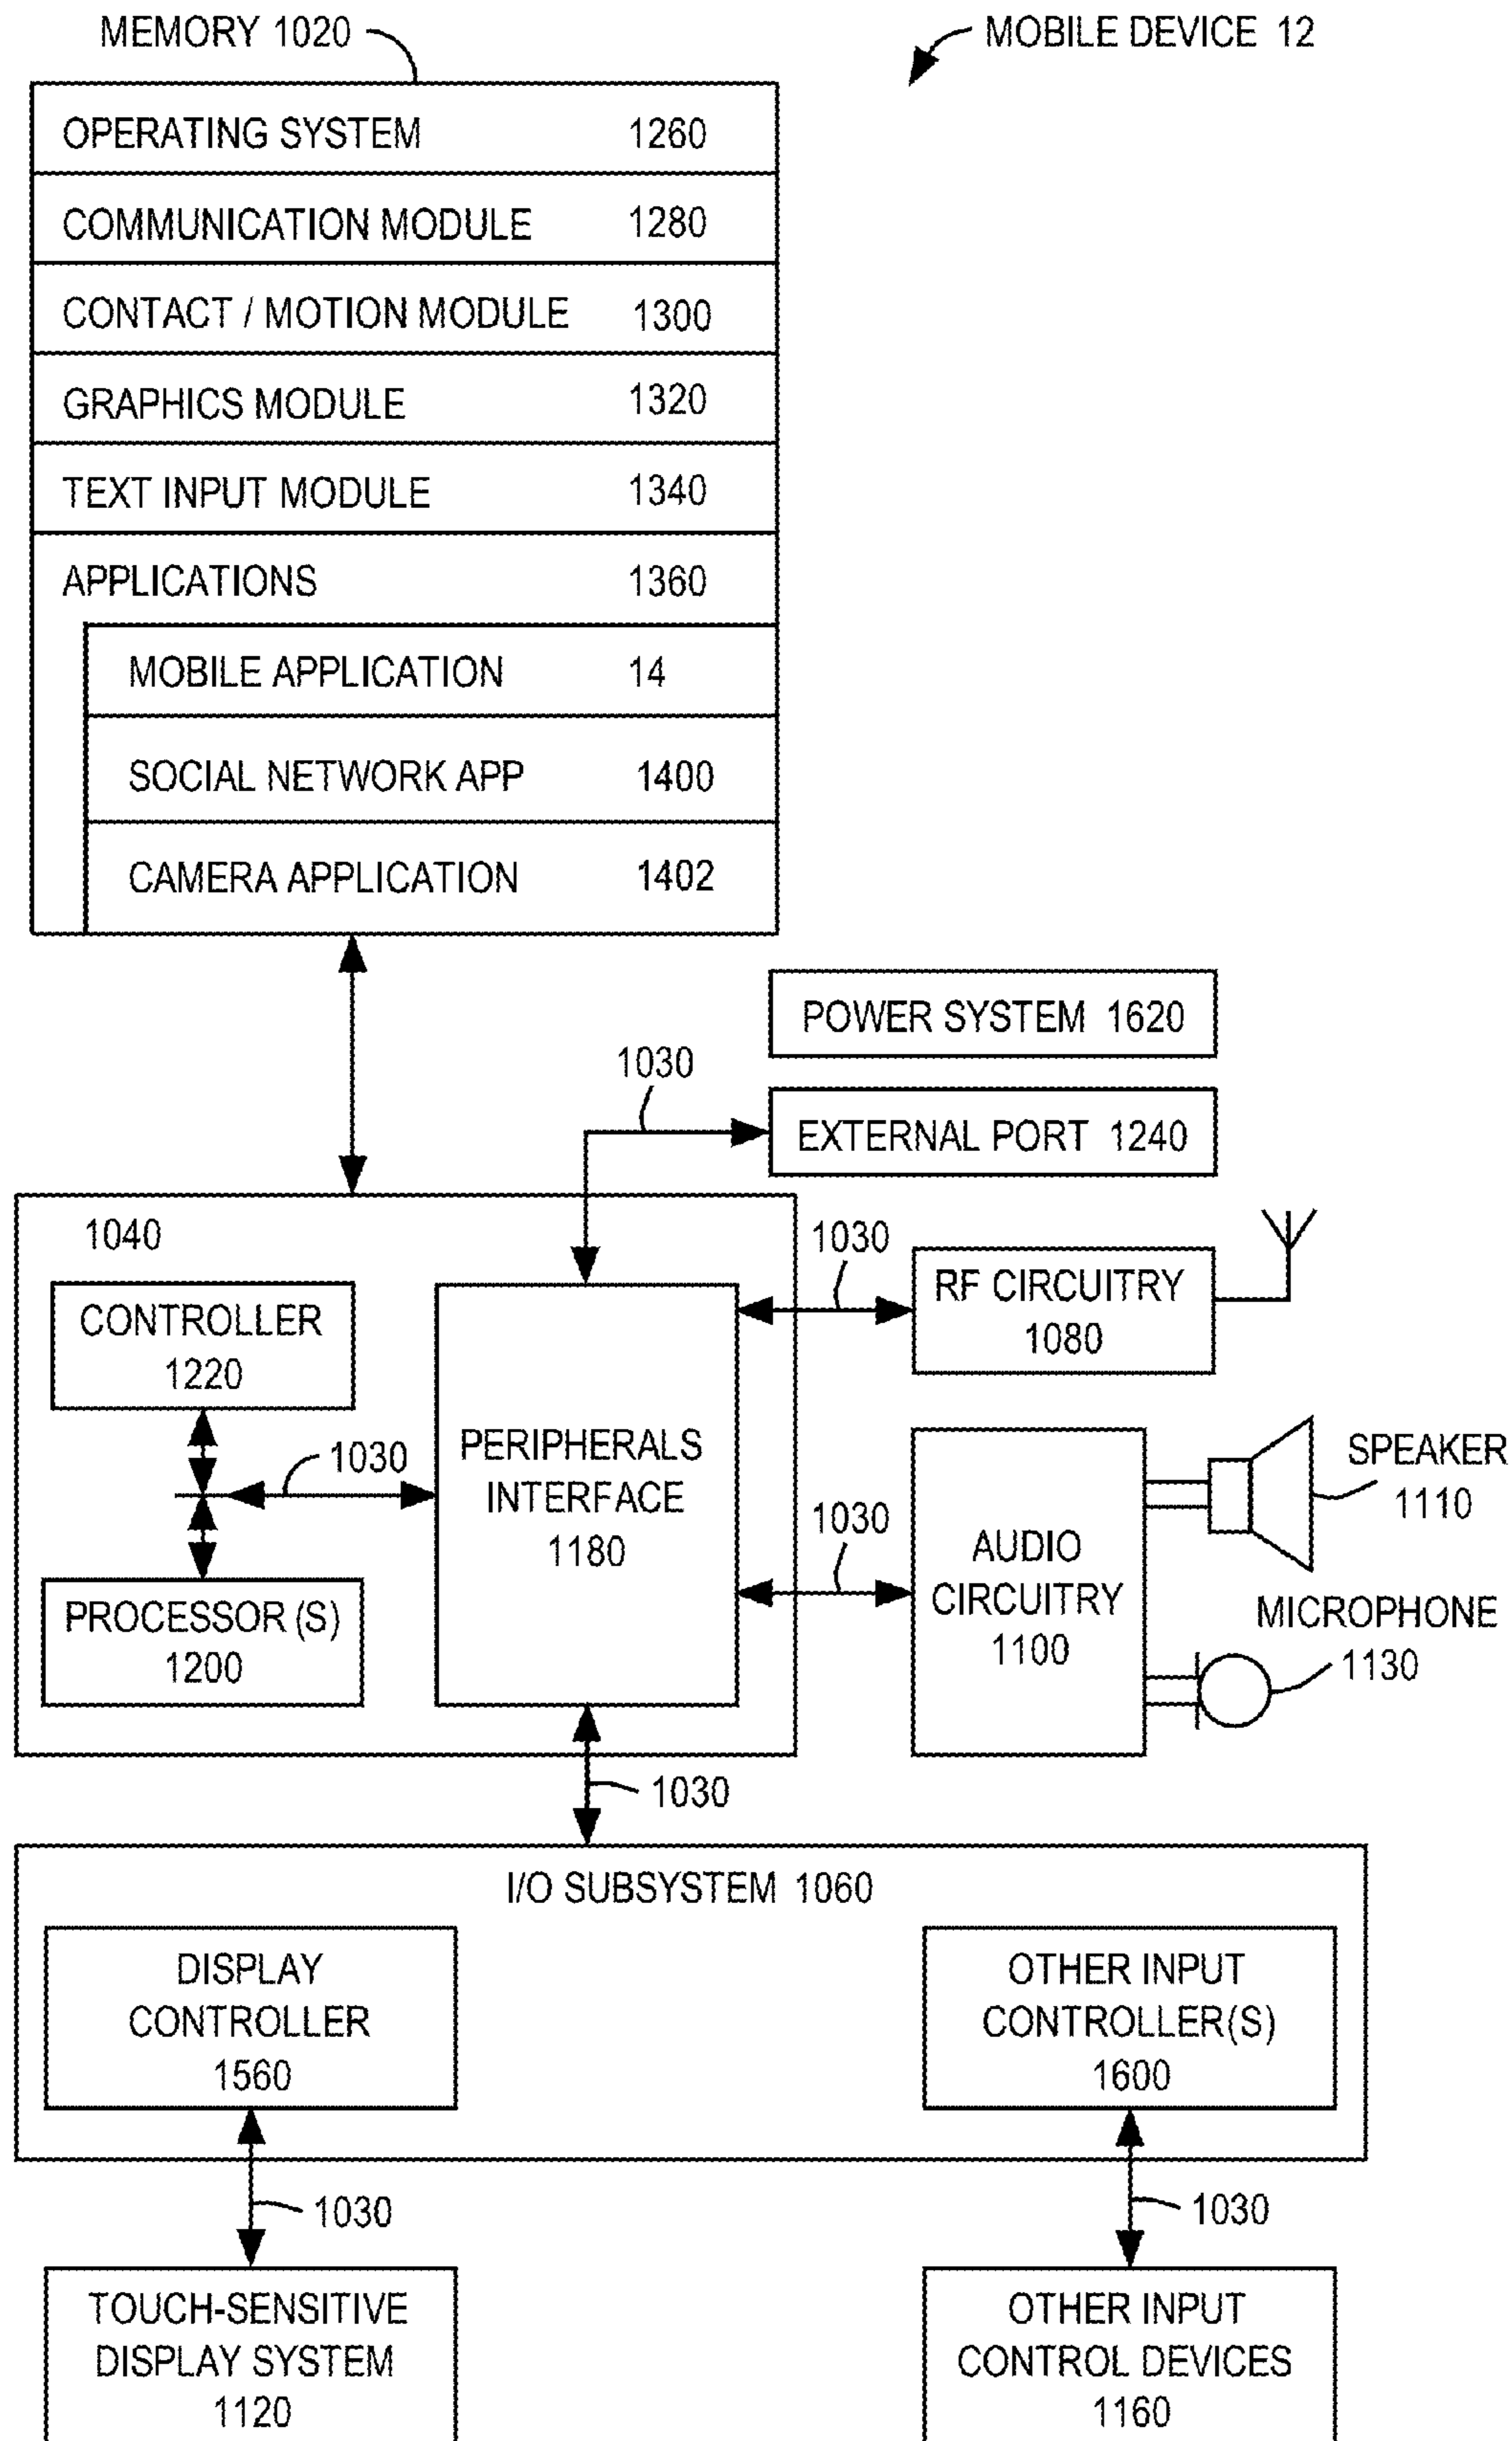 MEMORY 1020
MOBILE DEVICE 12
OPERATING SYSTEM 1260
COMMUNICATION MODULE 1280
CONTACT / MOTION MODULE 1300
GRAPHICS MODULE 1320
TEXT INPUT MODULE 1340
APPLICATIONS 1360
MOBILE APPLICATION 14
SOCIAL NETWORK APP 1400
CAMERA APPLICATION 1402
POWER SYSTEM 1620
1030
EXTERNAL PORT 1240
1040
1030
RF CIRCUITRY
1080
CONTROLLER
1220
1030
PERIPHERALS
INTERFACE
1180
SPEAKER
1110
1030
AUDIO
CIRCUITRY
1100
PROCESSOR (S)
1200
MICROPHONE
1130
1030
I/O SUBSYSTEM 1060
DISPLAY
CONTROLLER
1560
OTHER INPUT
CONTROLLER(S)
1600
1030
1030
TOUCH-SENSITIVE
DISPLAY SYSTEM
1120
OTHER INPUT
CONTROL DEVICES
1160